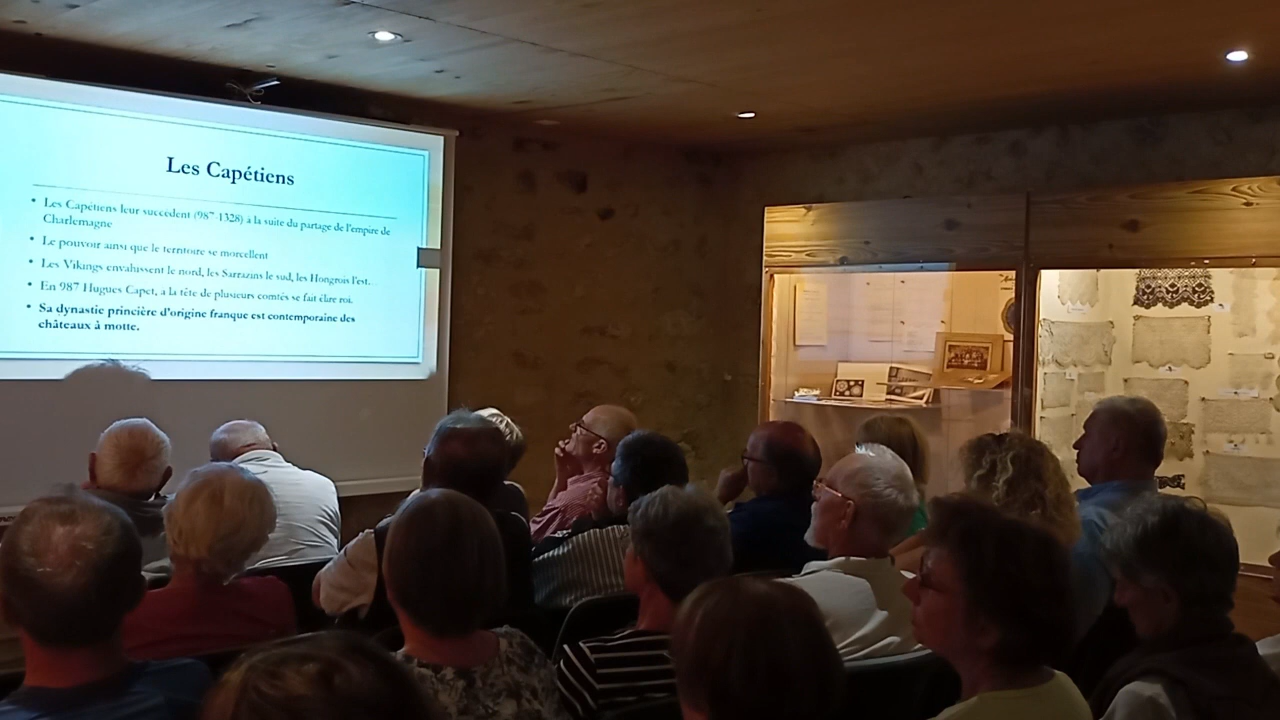 Les Capétiens
• Les Capétiens leur succèdent (987-1328) à la suite du partage de l'empire de
Charlemagne
• Le pouvoir ainsi que le territoire se morcellent
• Les Vikings envahissent le nord, les Sarrazins le sud, les Hongrois l'est…
• En 987 Hugues Capet, a la tête de plusieurs comtés se fait élire roi.
• Sa dynastie princière d'origine franque est contemporaine des
châteaux à motte.